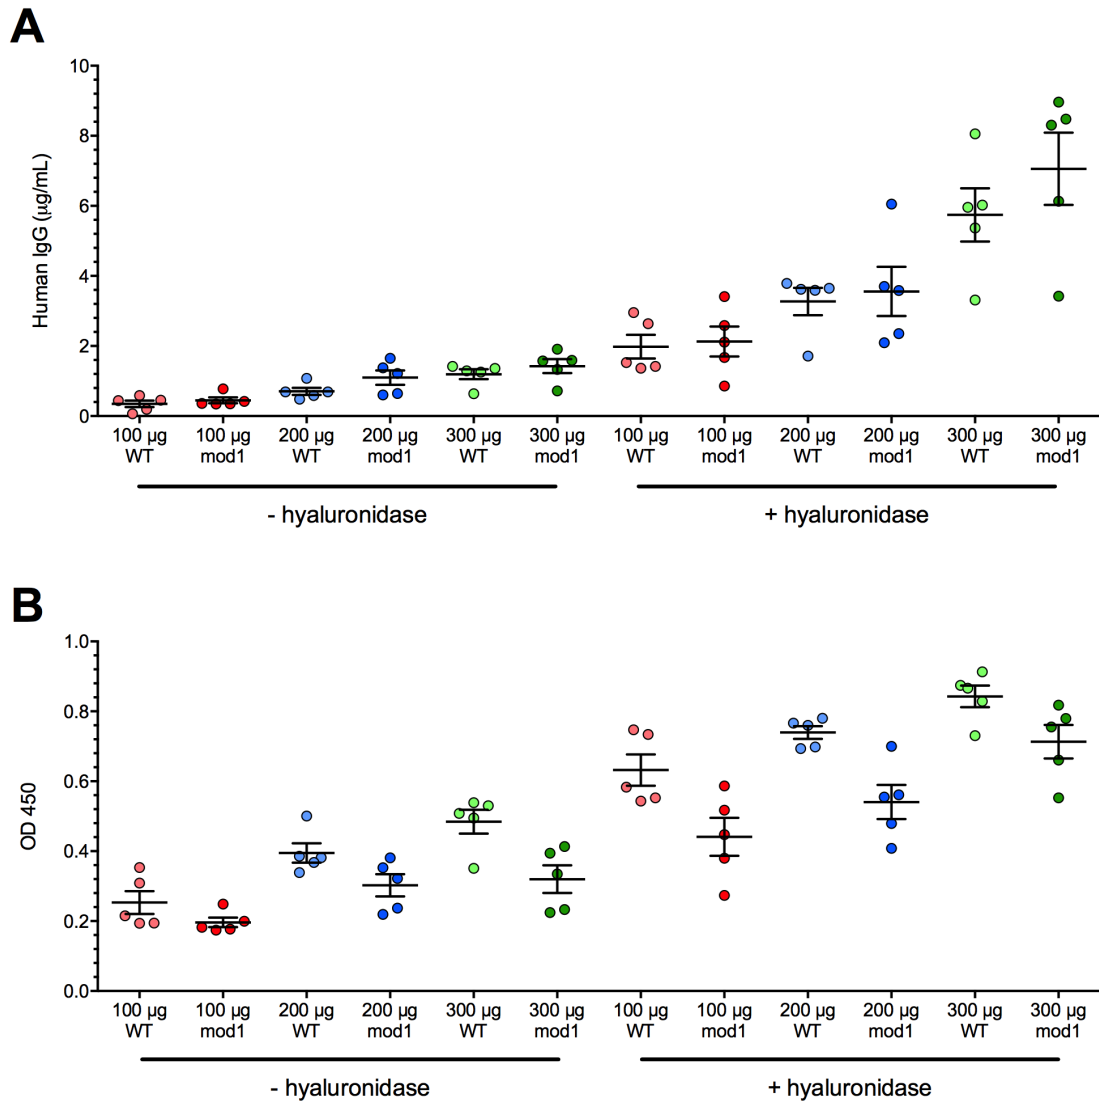 A
Human IgG (µg/mL)
10
8
6
4
2
0
100 µg 100 µg 200 µg 200 µg 300 µg 300 µg 100 µg 100 µg 200 µg 200 µg 300 µg 300 µg
WT mod1 WT mod1 WT mod1 WT mod1 WT mod1 WT mod1
- hyaluronidase + hyaluronidase
B
OD 450
1.0
0.8
0.6
0.4
0.2
0.0
100 µg 100 µg 200 µg 200 µg 300 µg 300 µg 100 µg 100 µg 200 µg 200 µg 300 µg 300 µg
WT mod1 WT mod1 WT mod1 WT mod1 WT mod1 WT mod1
- hyaluronidase + hyaluronidase